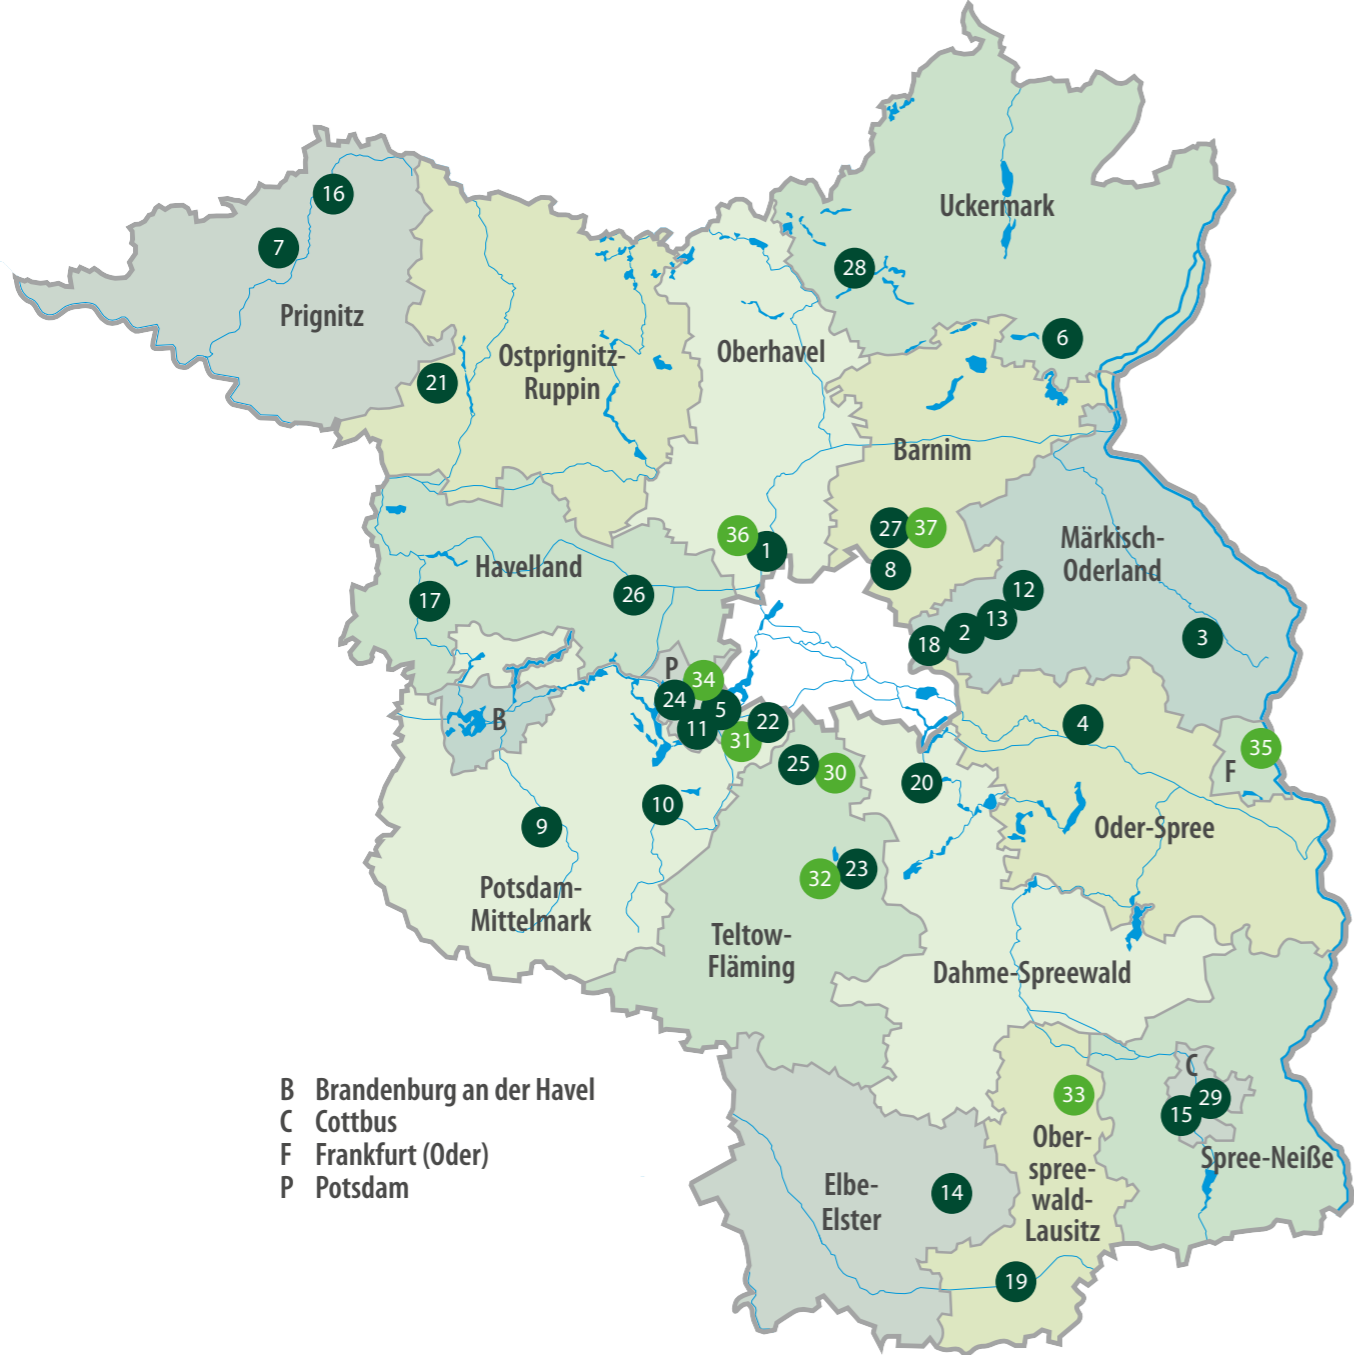 16
7
Prignitz
Uckermark
28
6
Ostprignitz-
Ruppin
21
Oberhavel
Barnim
27
37
8
36
1
Märkisch-
Oderland
12
13
2
18
3
Havelland
17
26
P
34
24
5
11
31
22
B
25
30
20
4
35
F
9
10
Oder-Spree
32
23
Potsdam-
Mittelmark
Teltow-
Fläming
Dahme-Spreewald
C
29
15
33
Spree-Neiße
Ober-
spree-
wald-
Lausitz
Elbe-
Elster
14
19
B Brandenburg an der Havel
C Cottbus
F Frankfurt (Oder)
P Potsdam